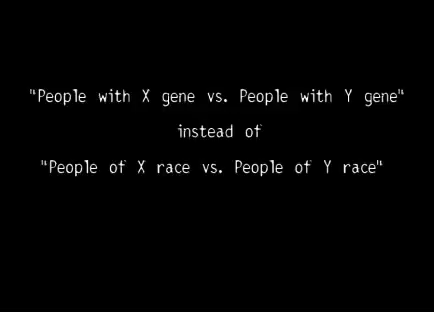 "People with X gene vs. People with Y gene"
instead of
"People of X race vs. People of Y race"